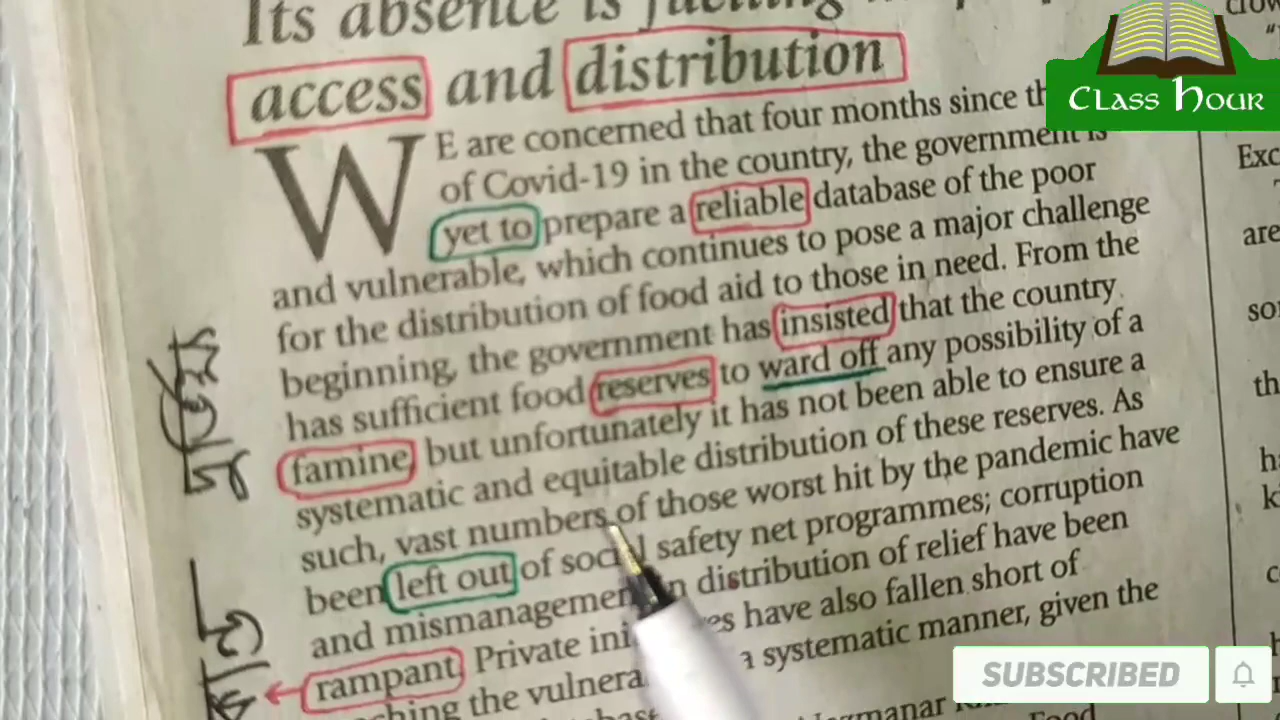 Its absence is fuelling
access and distribution
WE are concerned that four months since
of Covid-19 in the country, the government is
yet to prepare a reliable database of the poor
and vulnerable, which continues to pose a major challenge
for the distribution of food aid to those in need. From the
beginning, the government has insisted that the country
has sufficient food reserves to ward off any possibility of a
famine, but unfortunately it has not been able to ensure a
systematic and equitable distribution of these reserves. As
such, vast numbers of those worst hit by the pandemic have
been left out of social safety net programmes; corruption
and mismanagement in distribution of relief have been
rampant. Private have also fallen short of
the a systematic manner, given the
Food
CLASS HOUR
Exc
are
SUBSCRIBED